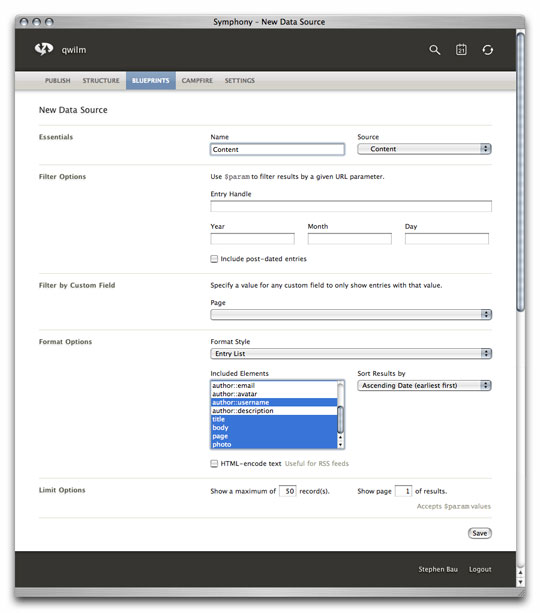 Symphony – New Data Source
qwilm
21
PUBLISH STRUCTURE BLUEPRINTS CAMPFIRE SETTINGS
New Data Source
Essentials
Name
Source
Content
Content
Filter Options
Use $param to filter results by a given URL parameter.
Entry Handle
Year Month Day
Include post-dated entries
Filter by Custom Field
Specify a value for any custom field to only show entries with that value.
Page
Format Options
Format Style
Entry List
Included Elements
Sort Results by
author::email
Ascending Date (earliest first)
author::avatar
author::username
author::description
title
body
page
photo
HTML-encode text Useful for RSS feeds
Limit Options
Show a maximum of 50 record(s).
Show page 1 of results.
Accepts $param values
Save
Stephen Bau Logout